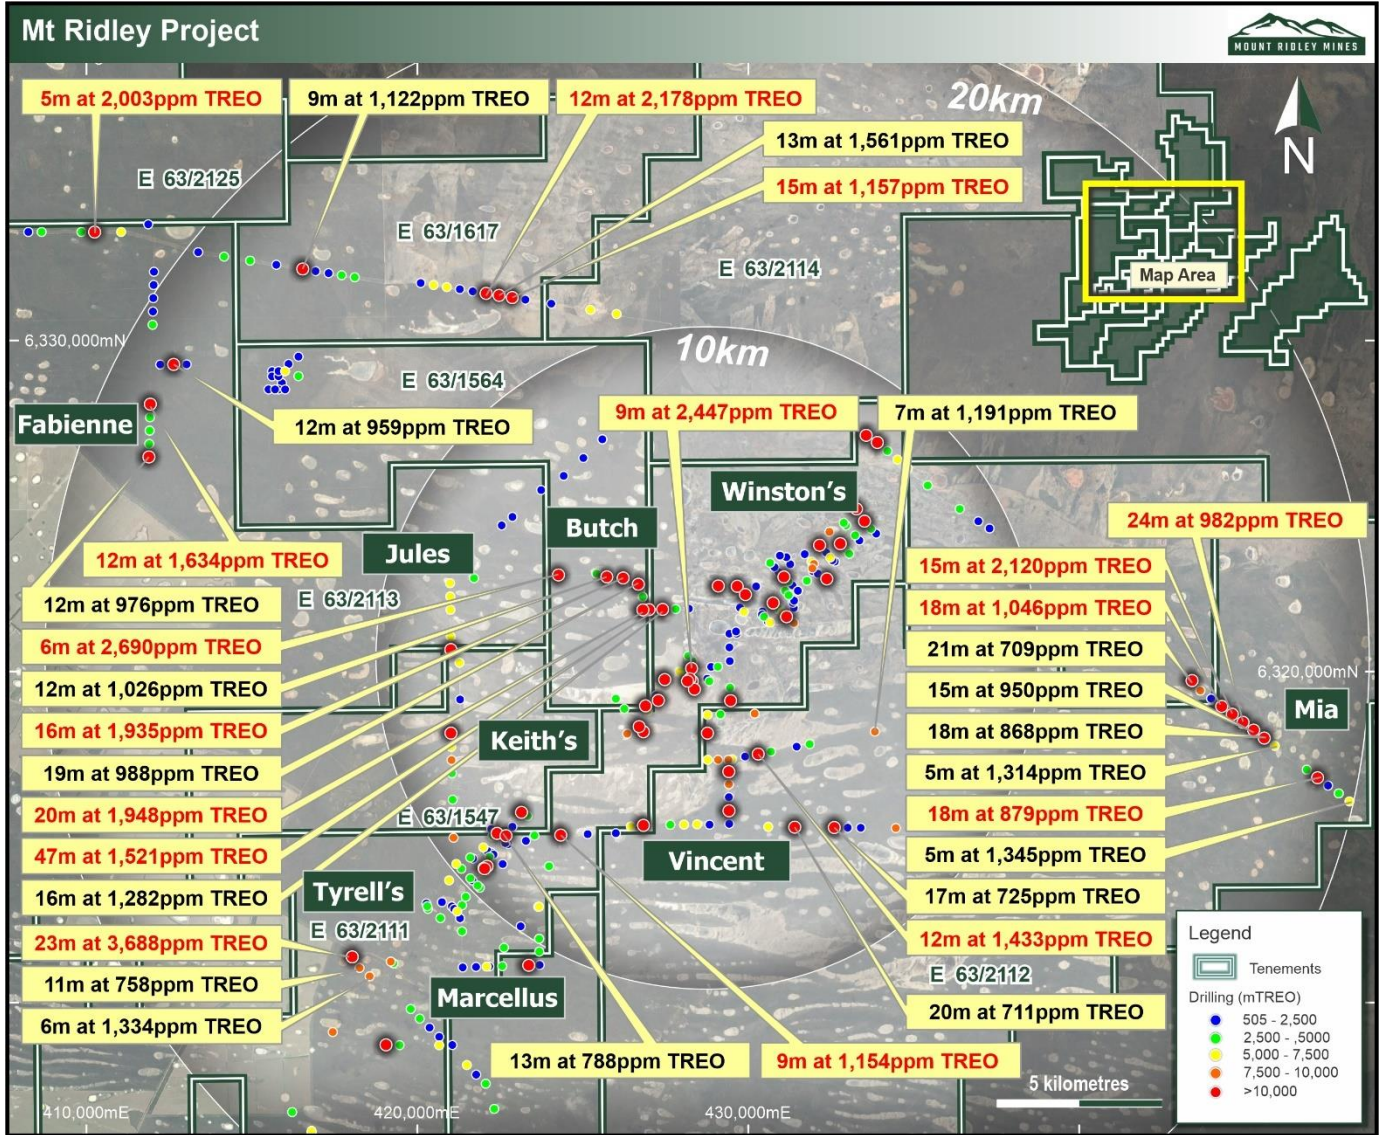 Mt Ridley Project
MOUNT RIDLEY MINES
5m at 2,003ppm TREO
9m at 1,122ppm TREO
12m at 2,178ppm TREO
20km
13m at 1,561ppm TREO
15m at 1,157ppm TREO
N
E 63/2125
E 63/1617
E 63/2114
Map Area
6,330,000mN
10km
E 63/1564
Fabienne
12m at 959ppm TREO
9m at 2,447ppm TREO
7m at 1,191ppm TREO
Winston's
Butch
Jules
24m at 982ppm TREO
12m at 1,634ppm TREO
15m at 2,120ppm TREO
12m at 976ppm TREO
E 63/2113
18m at 1,046ppm TREO
6m at 2,690ppm TREO
21m at 709ppm TREO
6,320,000mN
12m at 1,026ppm TREO
15m at 950ppm TREO
Mia
16m at 1,935ppm TREO
Keith's
18m at 868ppm TREO
19m at 988ppm TREO
5m at 1,314ppm TREO
20m at 1,948ppm TREO
E 63/1547
18m at 879ppm TREO
47m at 1,521ppm TREO
Vincent
5m at 1,345ppm TREO
16m at 1,282ppm TREO
Tyrell's
17m at 725ppm TREO
23m at 3,688ppm TREO
E 63/2111
12m at 1,433ppm TREO
11m at 758ppm TREO
Marcellus
E 63/2112
6m at 1,334ppm TREO
20m at 711ppm TREO
13m at 788ppm TREO
9m at 1,154ppm TREO
5 kilometres
410,000mE
420,000mE
430,000mE
Legend
Tenements
Drilling (mTREO)
505 - 2,500
2,500 - ,5000
5,000 - 7,500
7,500 - 10,000
>10,000